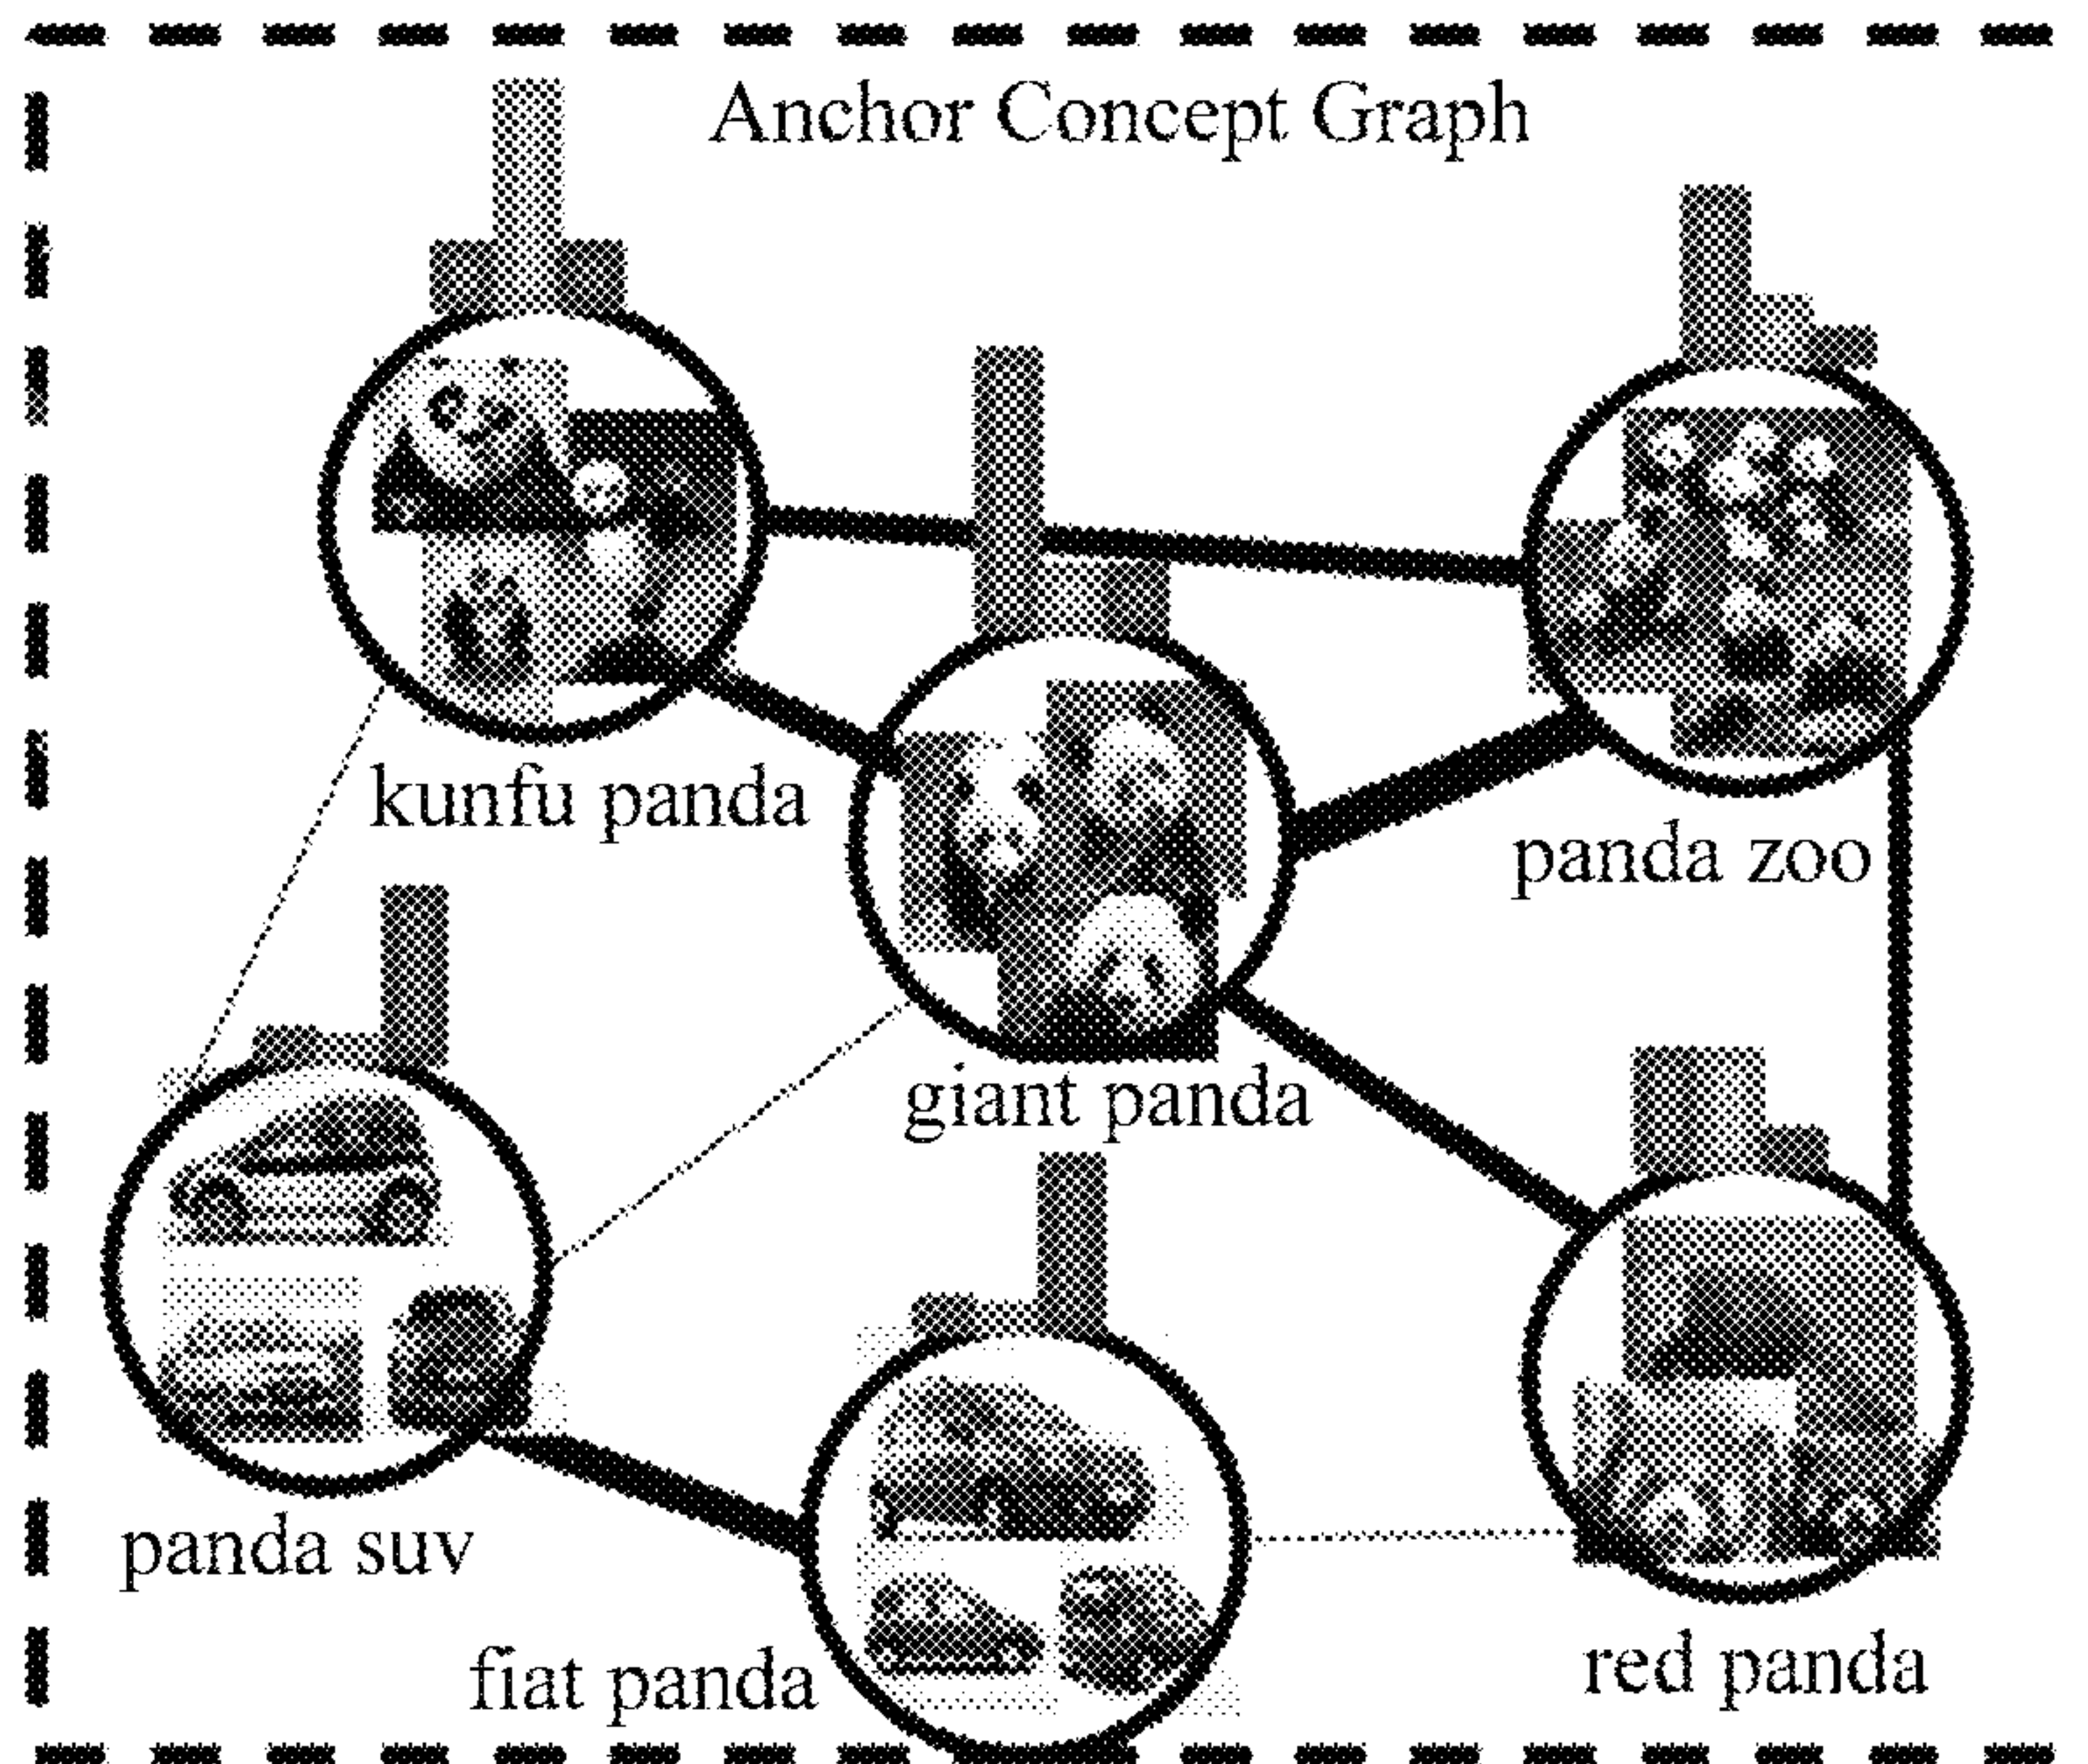 Anchor Concept Graph
kunfu panda
panda zoo
giant panda
panda suv
fiat panda
red panda